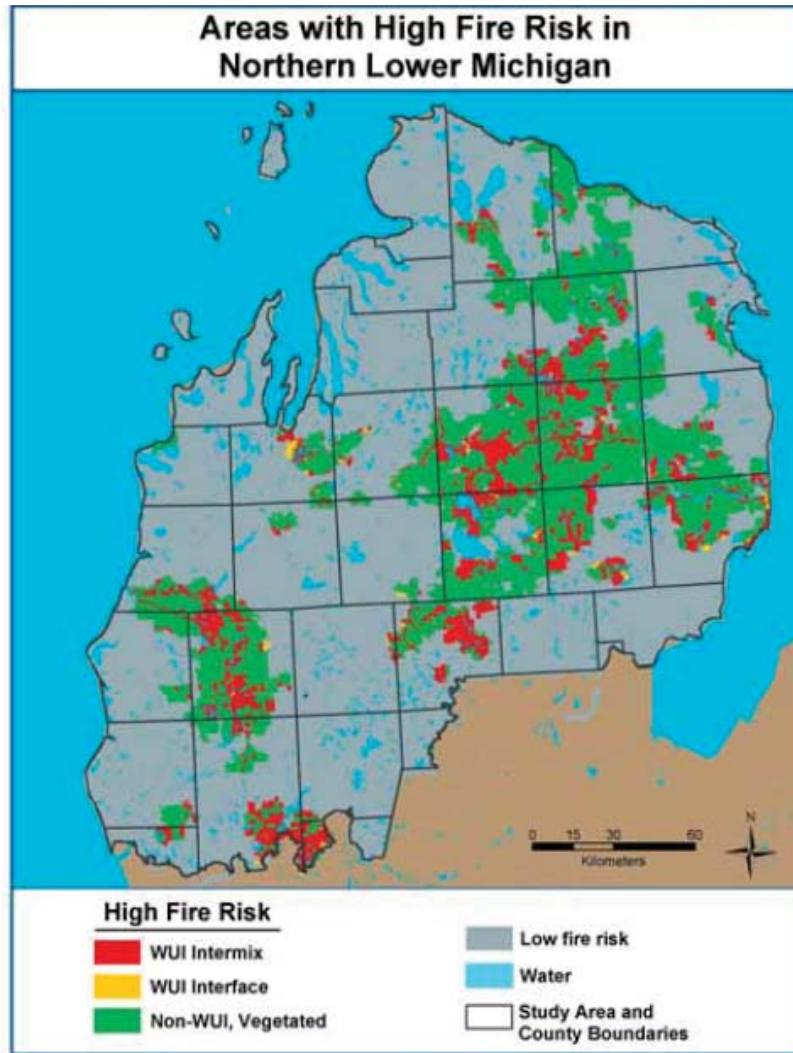 Areas with High Fire Risk in
Northern Lower Michigan
N
0 15 30 60
Kilometers
High Fire Risk
WUI Intermix
WUI Interface
Non-WUI, Vegetated
Low fire risk
Water
Study Area and
County Boundaries